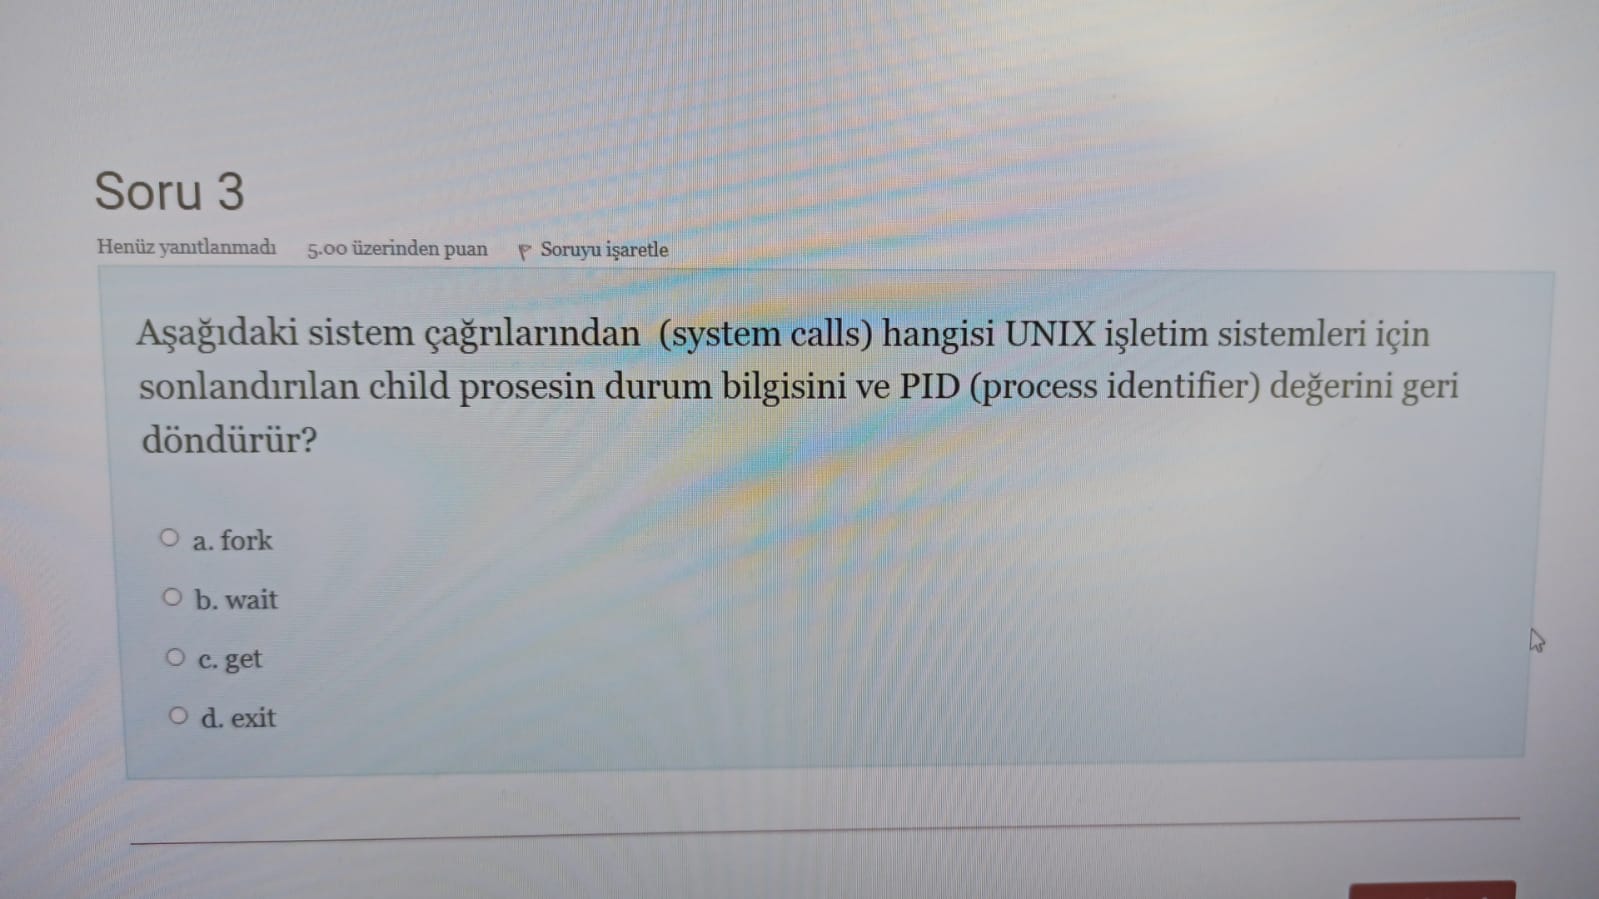 Soru 3
Henüz yanıtlanmadı 5.00 üzerinden puan Soruyu işaretle
Aşağıdaki sistem çağrılarından (system calls) hangisi UNIX işletim sistemleri için
sonlandırılan child prosesin durum bilgisini ve PID (process identifier) değerini geri
döndürür?
a. fork
b. wait
c. get
d. exit